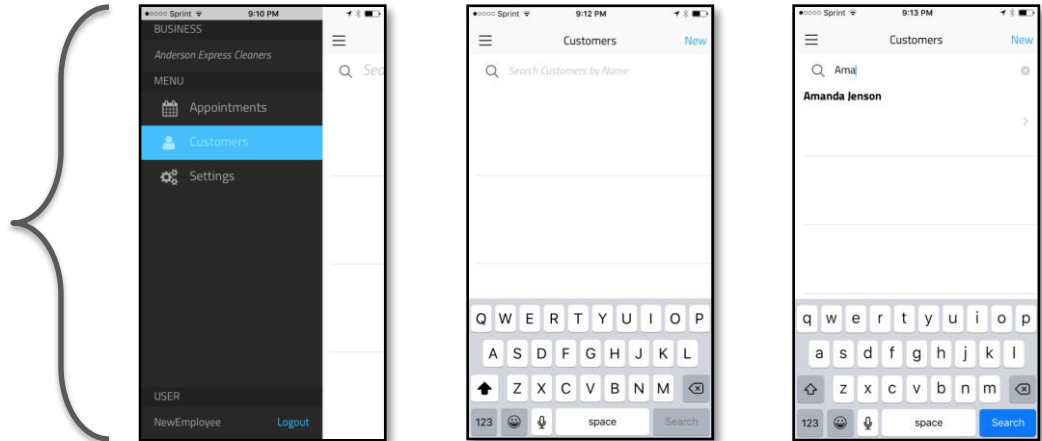 ●○○○○ Sprint 9:10 PM
BUSINESS
Anderson Express Cleaners
MENU
Appointments
Customers
Settings
USER
NewEmployee Logout
Sea
●○○○○ Sprint 9:12 PM
Customers New
Search Customers by Name
Q W E R T Y U I O P
A S D F G H J K L
Z X C V B N M
123 space Search
●○○○○ Sprint 9:13 PM
Customers New
Ama
Amanda Jenson
q w e r t y u i o p
a s d f g h j k l
z x c v b n m
123 space Search